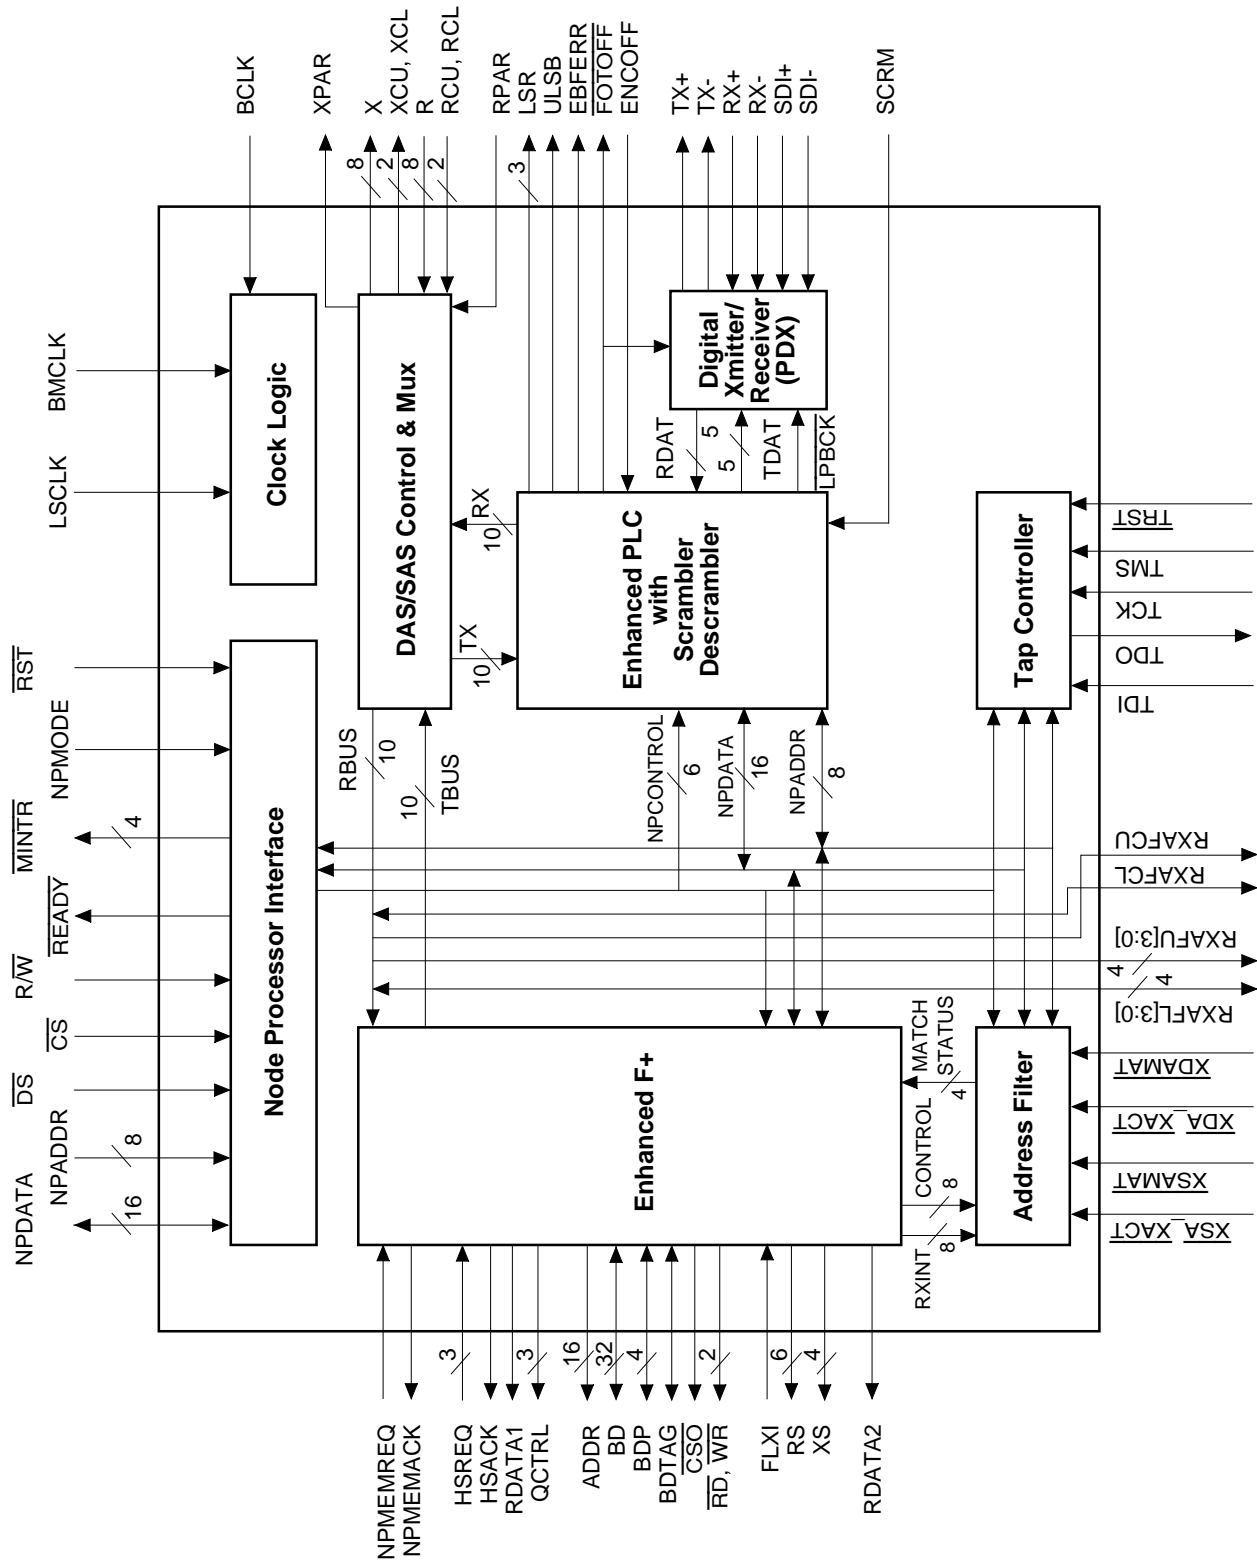 NPDATA
NPADDR
DS
CS
R/W
READY
MINTR
NPMODE
RST
LSCLK
BMCLK
16
8
4
Node Processor Interface
Clock Logic
BCLK
XPAR
X
XCU, XCL
R
RCU, RCL
RPAR
LSR
ULSB
EBFERR
FOTOFF
ENCOFF
TX+
TX-
RX+
RX-
SDI+
SDI-
SCRM
8
2
8
2
3
DAS/SAS Control & Mux
RBUS
10
10
TBUS
10
TX
10
RX
Enhanced PLC
with
Scrambler
Descrambler
RDAT
5
5
TDAT
LPBCK
Digital
Xmitter/
Receiver
(PDX)
NPCONTROL
6
NPDATA
16
NPADDR
8
Enhanced F+
NPMEMREQ
NPMEMACK
HSREQ
HSACK
RDATA1
QCTRL
ADDR
BD
BDP
BDTAG
CSO
RD, WR
FLXI
RS
XS
RDATA2
3
3
16
32
4
2
6
4
RXINT
8
CONTROL
8
MATCH
STATUS
4
Address Filter
Tap Controller
XSA_XACT
XSAMAT
XDA_XACT
XDAMAT
RXAFL[3:0]
4
RXAFU[3:0]
4
RXAFCL
RXAFCU
TDI
TDO
TCK
TMS
TRST